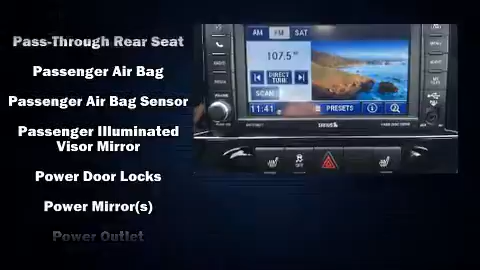 Pass-Through Rear Seat
Passenger Air Bag
Passenger Air Bag Sensor
Passenger Illuminated
Visor Mirror
Power Door Locks
Power Mirror(s)
Power Outlet
AM FM SAT
107.5
DIRECT
TUNE
SCAN
11:41
PRESETS
OFF